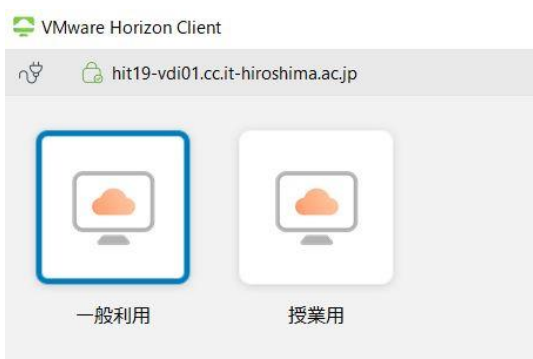 VMware Horizon Client
hit19-vdi01.cc.it-hiroshima.ac.jp
一般利用
授業用